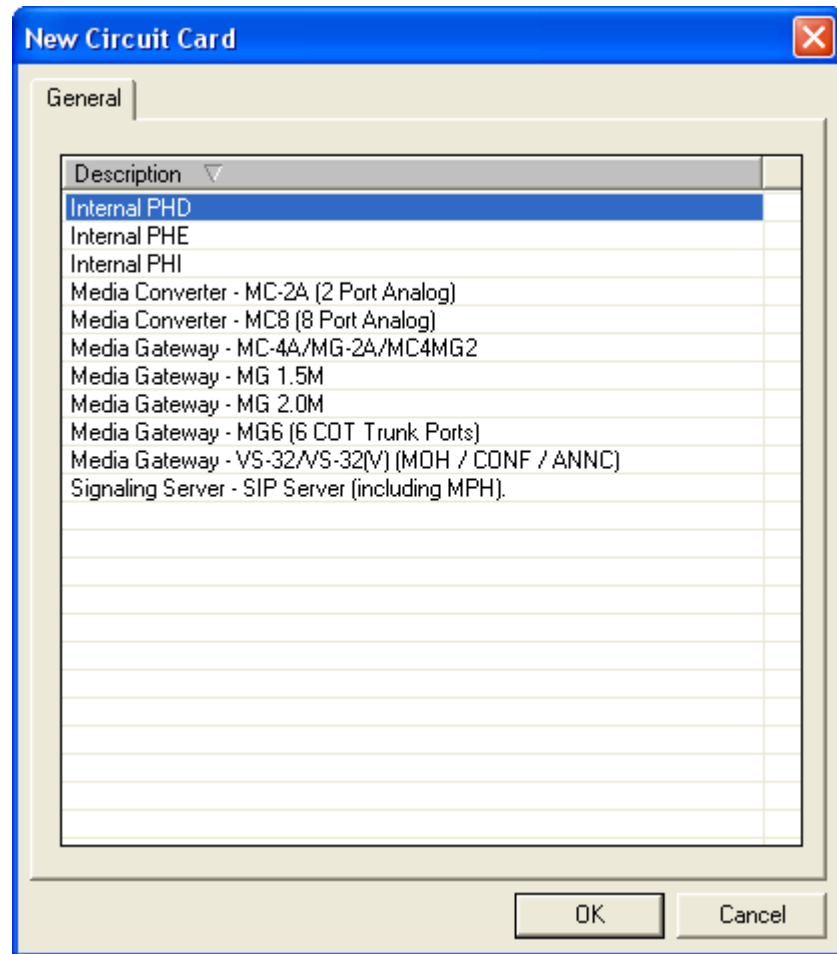 New Circuit Card
General
Description
Internal PHD
Internal PHE
Internal PHI
Media Converter - MC-2A (2 Port Analog)
Media Converter - MC8 (8 Port Analog)
Media Gateway - MC-4A/MG-2A/MC4MG2
Media Gateway - MG 1.5M
Media Gateway - MG 2.0M
Media Gateway - MG6 (6 COT Trunk Ports)
Media Gateway - VS-32/VS-32(V) (MOH / CONF / ANNC)
Signaling Server - SIP Server (including MPH).
OK Cancel